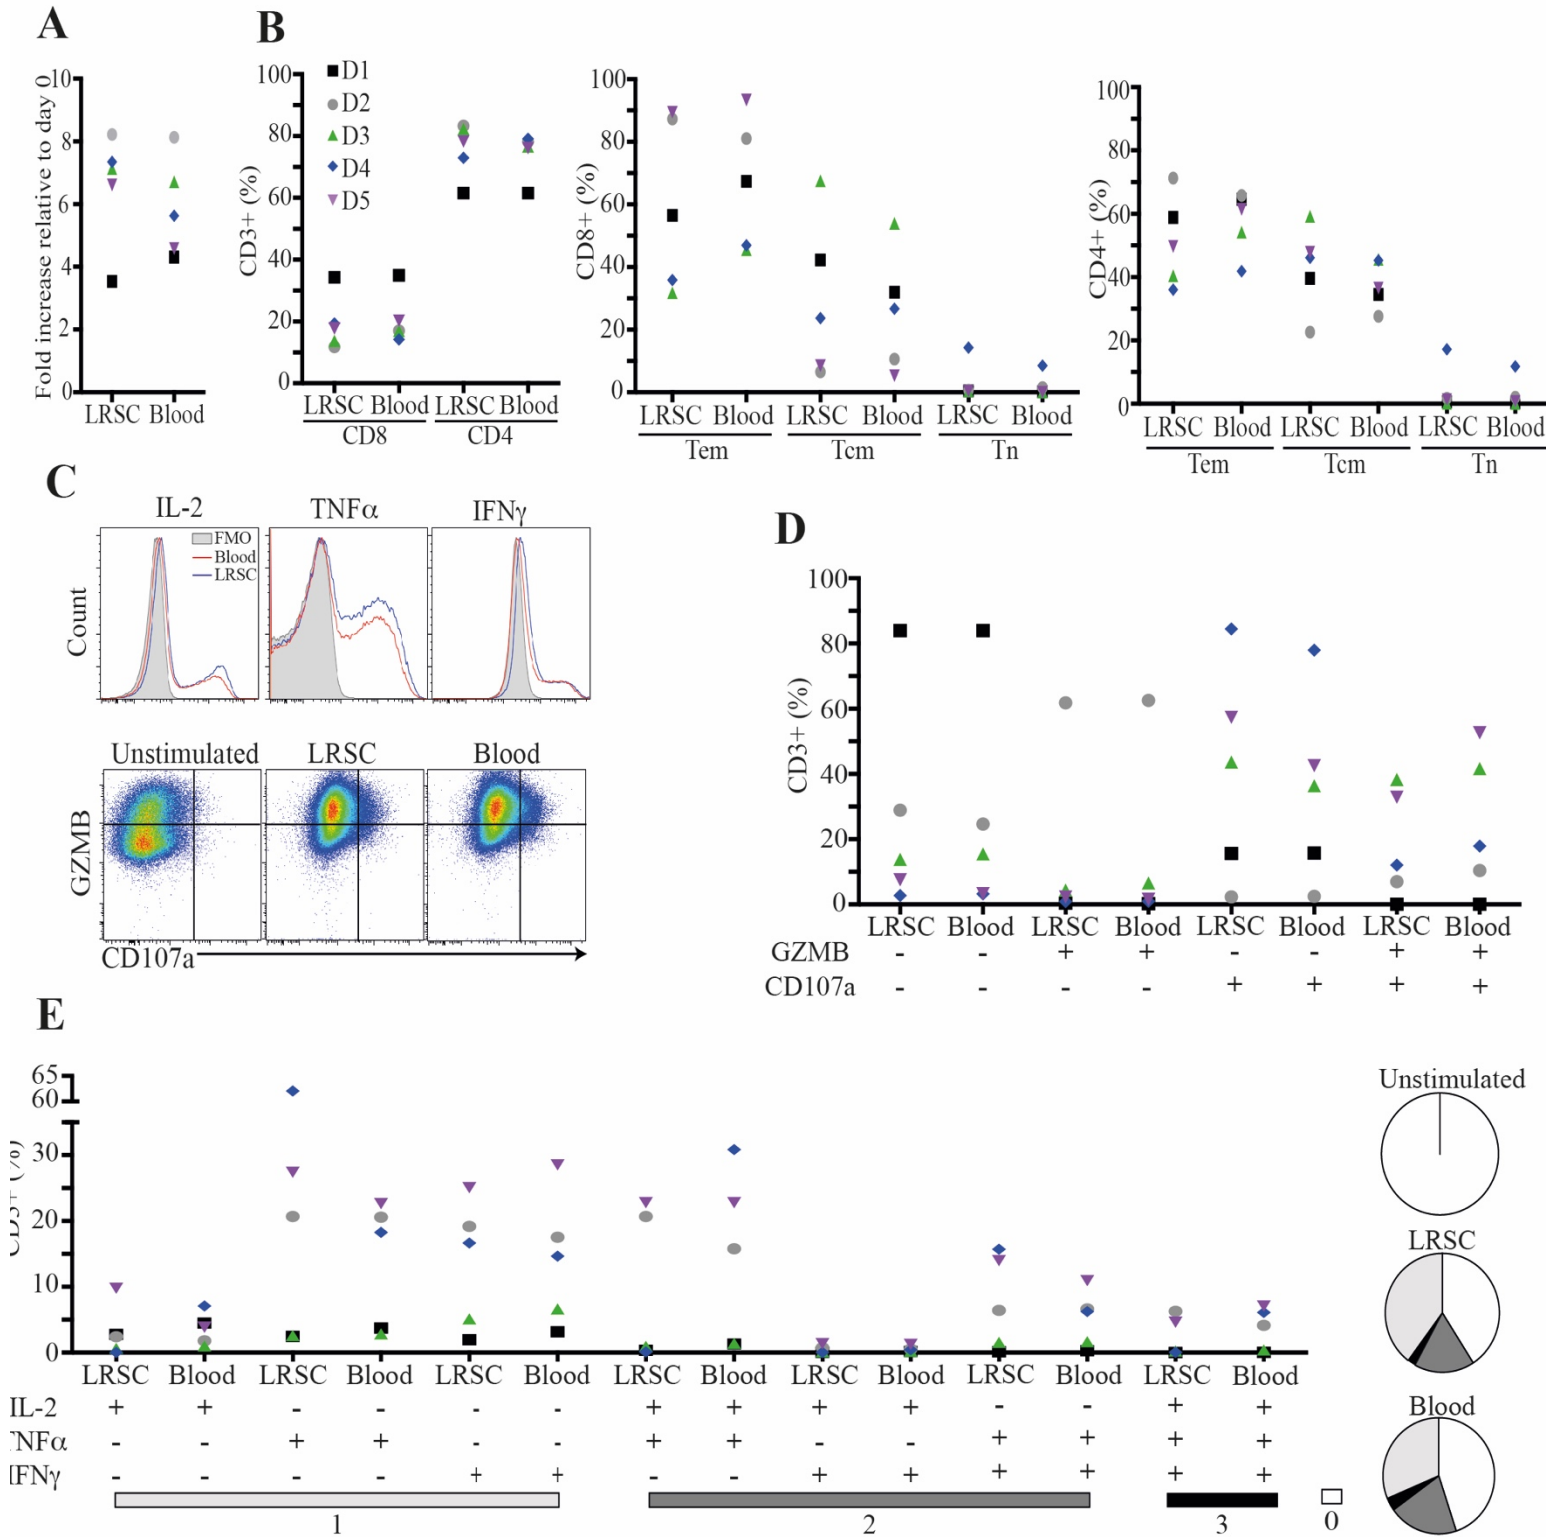 A
B
Fold increase relative to day 0
10
8
6
4
2
0
LRSC Blood
CD3+ (%)
100
80
60
40
20
0
D1
D2
D3
D4
D5
LRSC Blood LRSC Blood
CD8 CD4
CD8+ (%)
100
80
60
40
20
0
LRSC Blood LRSC Blood LRSC Blood
Tem Tcm Tn
CD4+ (%)
100
80
60
40
20
0
LRSC Blood LRSC Blood LRSC Blood
Tem Tcm Tn
C
IL-2 TNFα IFNγ
FMO
Blood
LRSC
Count
Unstimulated LRSC Blood
GZMB
CD107a
D
CD3+ (%)
100
80
60
40
20
0
LRSC Blood LRSC Blood LRSC Blood LRSC Blood
GZMB - - + + - - + +
CD107a - - - - + + + +
E
65
60
30
20
10
0
(%)
LRSC Blood LRSC Blood LRSC Blood LRSC Blood LRSC Blood LRSC Blood LRSC Blood
IL-2 + + - - - - + + + + - - + +
TNFα - - + + - - + + - - + + + +
IFNγ - - - - + + - - + + + + + +
1 2 3 0
Unstimulated
LRSC
Blood